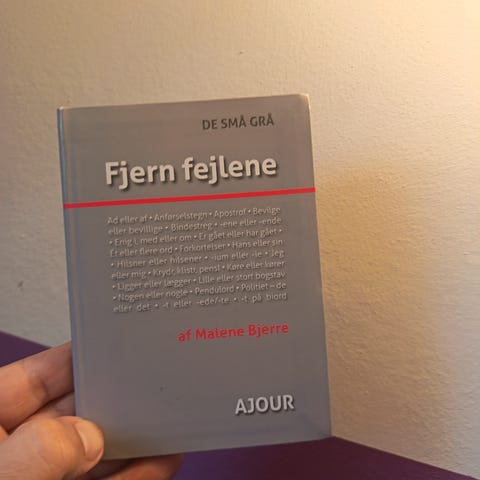 DE SMÅ GRÅ
Fjern fejlene
Ad eller af • Anførselstegn • Apostrof • Bevilge
eller bevillige • Bindestreg • -ene eller -ende
• Enig i, med eller om • Er gået eller har gået •
Er eller flere ord • Forkortelser • Hans eller sin
• Hilsner eller hilsener • -ium eller -ie • Jeg
eller mig • Krydr, klistr, pensl • Køre eller kører
• Ligger eller lægger • Lille eller stort bogstav
• Nogen eller nogle • Pendulord • Politiet – de
eller det • -t eller -ede/-te • -t på biord
af Malene Bjerre
AJOUR